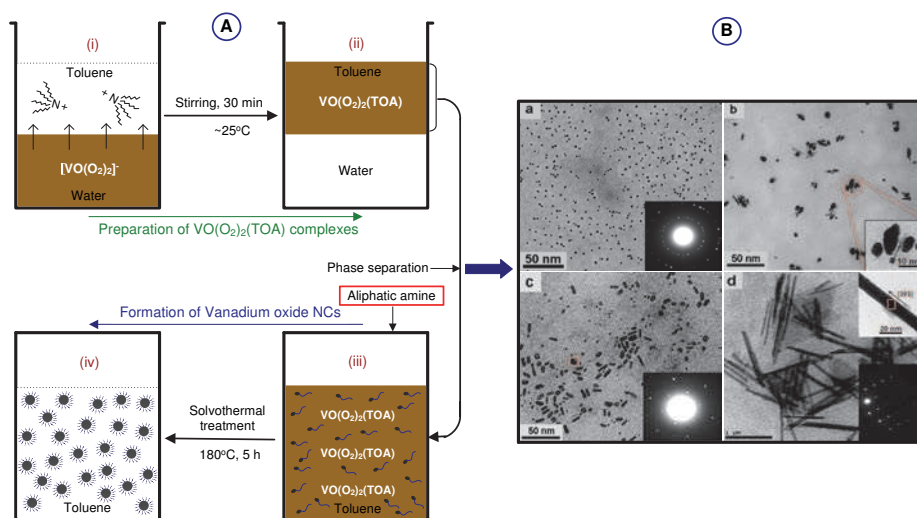 A
(i)
Toluene
N
+
+
N
[VO(O₂)₂]⁻
Water
Stirring, 30 min
~25°C
(ii)
Toluene
VO(O₂)₂(TOA)
Water
Preparation of VO(O₂)₂(TOA) complexes
Phase separation
Aliphatic amine
Formation of Vanadium oxide NCs
(iii)
VO(O₂)₂(TOA)
VO(O₂)₂(TOA)
VO(O₂)₂(TOA)
Toluene
Solvothermal
treatment
180°C, 5 h
(iv)
Toluene
B
a
50 nm
b
50 nm
10 nm
c
50 nm
d
20 nm